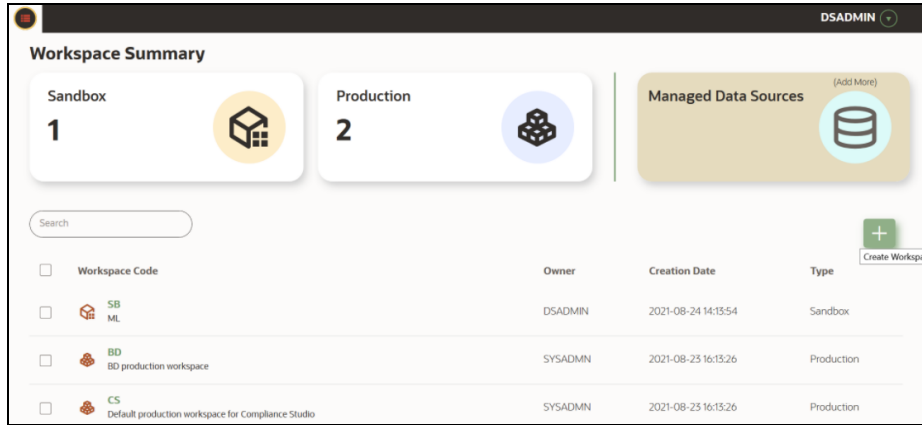 DSADMIN
Workspace Summary
Sandbox
1
Production
2
Managed Data Sources
(Add More)
Search
Create Workspa
Workspace Code Owner Creation Date Type
SB
ML
DSADMIN 2021-08-24 14:13:54 Sandbox
BD
BD production workspace
SYSADMN 2021-08-23 16:13:26 Production
CS
Default production workspace for Compliance Studio
SYSADMN 2021-08-23 16:13:26 Production